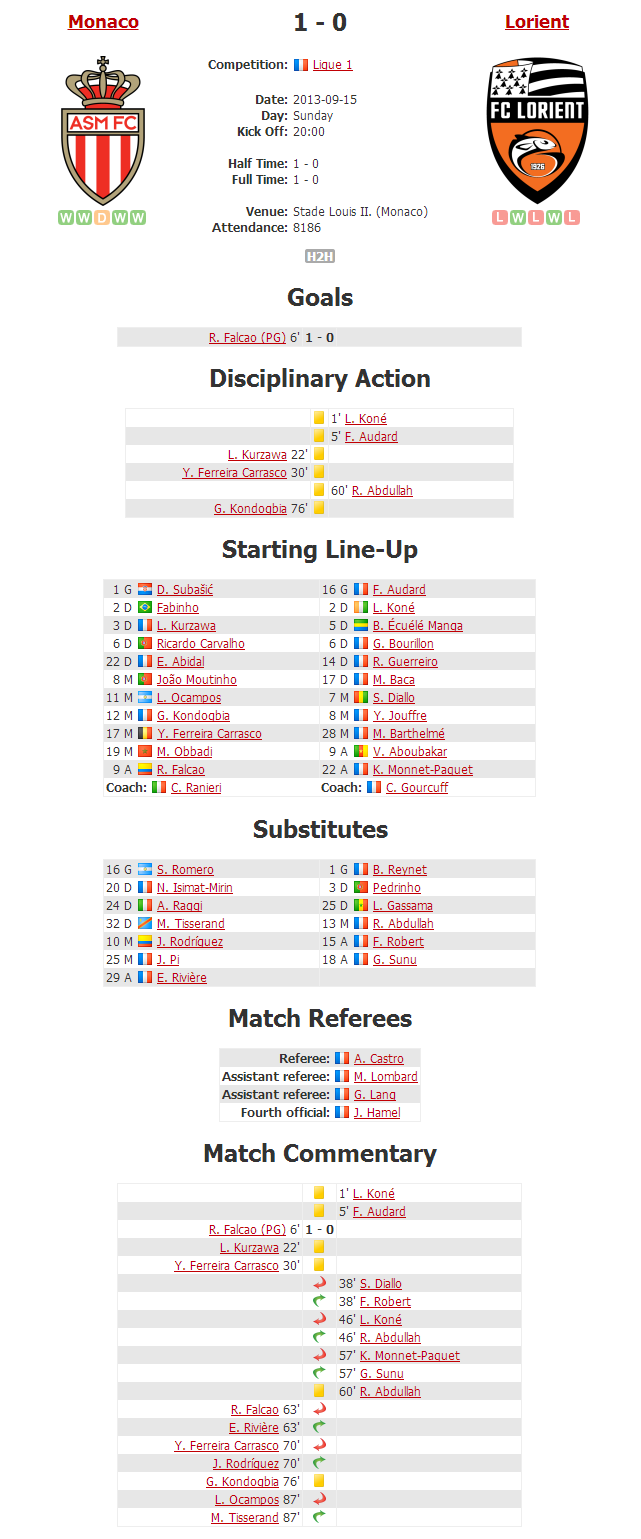 Monaco 1 - 0 Lorient
Competition: Ligue 1
ASM FC
FC LORIENT
1926
Date: 2013-09-15
Day: Sunday
Kick Off: 20:00
Half Time: 1 - 0
Full Time: 1 - 0
Venue: Stade Louis II. (Monaco)
W W D W W
L W L W L
Attendance: 8186
H2H
Goals
R. Falcao (PG) 6' 1 - 0
Disciplinary Action
1' L. Koné
5' F. Audard
L. Kurzawa 22'
Y. Ferreira Carrasco 30'
60' R. Abdullah
G. Kondogbia 76'
Starting Line-Up
1 G D. Subašić 16 G F. Audard
2 D Fabinho 2 D L. Koné
3 D L. Kurzawa 5 D B. Écuélé Manga
6 D Ricardo Carvalho 6 D G. Bourillon
22 D E. Abidal 14 D R. Guerreiro
8 M João Moutinho 17 D M. Baca
11 M L. Ocampos 7 M S. Diallo
12 M G. Kondogbia 8 M Y. Jouffre
17 M Y. Ferreira Carrasco 28 M M. Barthelmé
19 M M. Obbadi 9 A V. Aboubakar
9 A R. Falcao 22 A K. Monnet-Paquet
Coach: C. Ranieri Coach: C. Gourcuff
Substitutes
16 G S. Romero 1 G B. Reynet
20 D N. Isimat-Mirin 3 D Pedrinho
24 D A. Raggi 25 D L. Gassama
32 D M. Tisserand 13 M R. Abdullah
10 M J. Rodríguez 15 A F. Robert
25 M J. Pi 18 A G. Sunu
29 A E. Rivière
Match Referees
Referee: A. Castro
Assistant referee: M. Lombard
Assistant referee: G. Lang
Fourth official: J. Hamel
Match Commentary
1' L. Koné
5' F. Audard
R. Falcao (PG) 6' 1 - 0
L. Kurzawa 22'
Y. Ferreira Carrasco 30'
38' S. Diallo
38' F. Robert
46' L. Koné
46' R. Abdullah
57' K. Monnet-Paquet
57' G. Sunu
60' R. Abdullah
R. Falcao 63'
E. Rivière 63'
Y. Ferreira Carrasco 70'
J. Rodríguez 70'
G. Kondogbia 76'
L. Ocampos 87'
M. Tisserand 87'